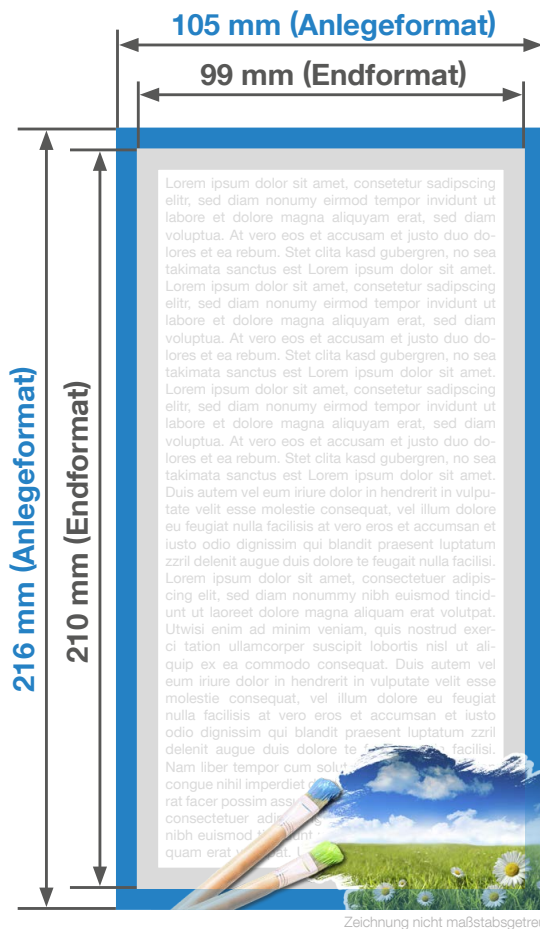 105 mm (Anlegeformat)
99 mm (Endformat)
216 mm (Anlegeformat)
210 mm (Endformat)
Lorem ipsum dolor sit amet, consetetur sadipscing
elitr, sed diam nonumy eirmod tempor invidunt ut
labore et dolore magna aliquyam erat, sed diam
voluptua. At vero eos et accusam et justo duo do-
lores et ea rebum. Stet clita kasd gubergren, no sea
takimata sanctus est Lorem ipsum dolor sit amet.
Lorem ipsum dolor sit amet, consetetur sadipscing
elitr, sed diam nonumy eirmod tempor invidunt ut
labore et dolore magna aliquyam erat, sed diam
voluptua. At vero eos et accusam et justo duo do-
lores et ea rebum. Stet clita kasd gubergren, no sea
takimata sanctus est Lorem ipsum dolor sit amet.
Lorem ipsum dolor sit amet, consetetur sadipscing
elitr, sed diam nonumy eirmod tempor invidunt ut
labore et dolore magna aliquyam erat, sed diam
voluptua. At vero eos et accusam et justo duo do-
lores et ea rebum. Stet clita kasd gubergren, no sea
takimata sanctus est Lorem ipsum dolor sit amet.
Duis autem vel eum iriure dolor in hendrerit in vulpu-
tate velit esse molestie consequat, vel illum dolore
eu feugiat nulla facilisis at vero eros et accumsan et
iusto odio dignissim qui blandit praesent luptatum
zzril delenit augue duis dolore te feugait nulla facilisi.
Lorem ipsum dolor sit amet, consectetuer adipis-
cing elit, sed diam nonummy nibh euismod tincid-
unt ut laoreet dolore magna aliquam erat volutpat.
Utwisi enim ad minim veniam, quis nostrud exer-
ci tation ullamcorper suscipit lobortis nisl ut ali-
quip ex ea commodo consequat. Duis autem vel
eum iriure dolor in hendrerit in vulputate velit esse
molestie consequat, vel illum dolore eu feugiat
nulla facilisis at vero eros et accumsan et iusto
odio dignissim qui blandit praesent luptatum zzril
delenit augue duis dolore te facilisi.
Nam liber tempor cum
congue nihil imperdiet
rat facer possim
consectetuer
nibh euismod
quam erat
Zeichnung nicht maßstabsgetreu